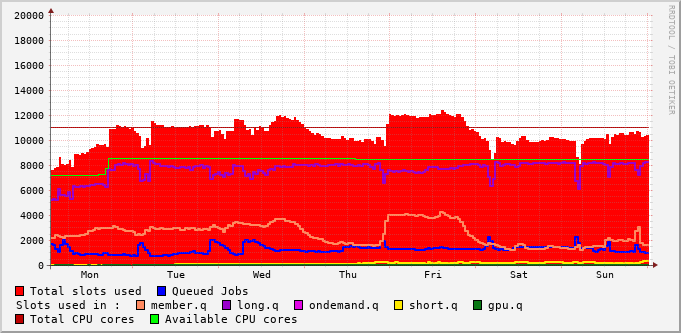 20000
18000
16000
14000
12000
10000
8000
6000
4000
2000
0
Mon Tue Wed Thu Fri Sat Sun
RRDTOOL / TOBI OETIKER
Total slots used Queued Jobs
Slots used in : member.q long.q ondemand.q short.q gpu.q
Total CPU cores Available CPU cores